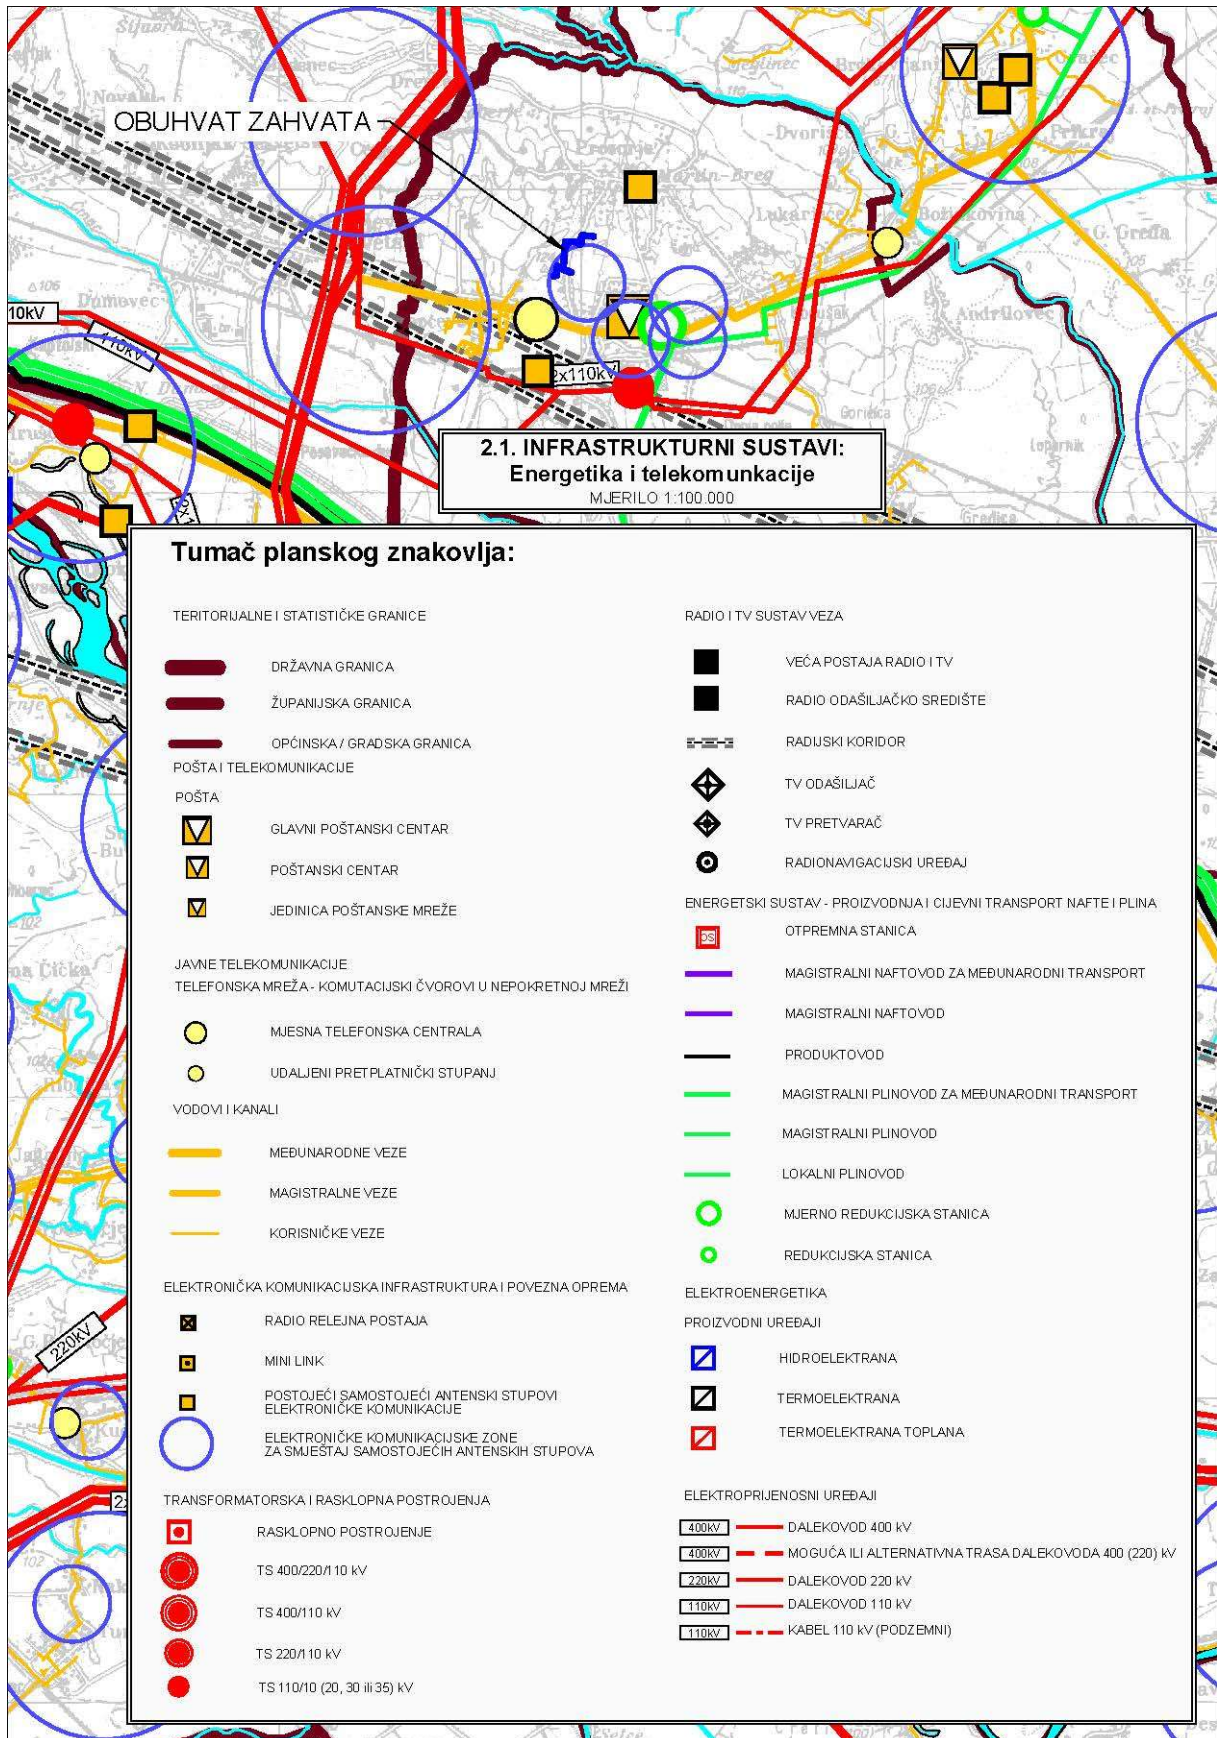 OBUHVAT ZAHVATA
Dvorišće
Prikraj
Lukarišće
Božjakovina
G. Greda
Dumovec
Andrilovec
10kV
110kV
2x110kV
2.1. INFRASTRUKTURNI SUSTAVI:
Energetika i telekomunkacije
MJERILO 1:100.000
Gredica
Tumač planskog znakovlja:
TERITORIJALNE I STATISTIČKE GRANICE
DRŽAVNA GRANICA
ŽUPANIJSKA GRANICA
OPĆINSKA / GRADSKA GRANICA
POŠTA I TELEKOMUNIKACIJE
POŠTA
GLAVNI POŠTANSKI CENTAR
POŠTANSKI CENTAR
JEDINICA POŠTANSKE MREŽE
JAVNE TELEKOMUNIKACIJE
TELEFONSKA MREŽA - KOMUTACIJSKI ČVOROVI U NEPOKRETNOJ MREŽI
MJESNA TELEFONSKA CENTRALA
UDALJENI PRETPLATNIČKI STUPANJ
VODOVI I KANALI
MEĐUNARODNE VEZE
MAGISTRALNE VEZE
KORISNIČKE VEZE
ELEKTRONIČKA KOMUNIKACIJSKA INFRASTRUKTURA I POVEZNA OPREMA
RADIO RELEJNA POSTAJA
MINI LINK
POSTOJEĆI SAMOSTOJEĆI ANTENSKI STUPOVI
ELEKTRONIČKE KOMUNIKACIJE
ELEKTRONIČKE KOMUNIKACIJSKE ZONE
ZA SMJEŠTAJ SAMOSTOJEĆIH ANTENSKIH STUPOVA
TRANSFORMATORSKA I RASKLOPNA POSTROJENJA
RASKLOPNO POSTROJENJE
TS 400/220/110 kV
TS 400/110 kV
TS 220/110 kV
TS 110/10 (20, 30 ili 35) kV
RADIO I TV SUSTAV VEZA
VEĆA POSTAJA RADIO I TV
RADIO ODAŠILJAČKO SREDIŠTE
RADIJSKI KORIDOR
TV ODAŠILJAČ
TV PRETVARAČ
RADIONAVIGACIJSKI UREĐAJ
ENERGETSKI SUSTAV - PROIZVODNJA I CIJEVNI TRANSPORT NAFTE I PLINA
OS OTPREMNA STANICA
MAGISTRALNI NAFTOVOD ZA MEĐUNARODNI TRANSPORT
MAGISTRALNI NAFTOVOD
PRODUKTOVOD
MAGISTRALNI PLINOVOD ZA MEĐUNARODNI TRANSPORT
MAGISTRALNI PLINOVOD
LOKALNI PLINOVOD
MJERNO REDUKCIJSKA STANICA
REDUKCIJSKA STANICA
ELEKTROENERGETIKA
PROIZVODNI UREĐAJI
HIDROELEKTRANA
TERMOELEKTRANA
TERMOELEKTRANA TOPLANA
ELEKTROPRIJENOSNI UREĐAJI
400kV DALEKOVOD 400 kV
400kV MOGUĆA ILI ALTERNATIVNA TRASA DALEKOVODA 400 (220) kV
220kV DALEKOVOD 220 kV
110kV DALEKOVOD 110 kV
110kV KABEL 110 kV (PODZEMNI)
220kV